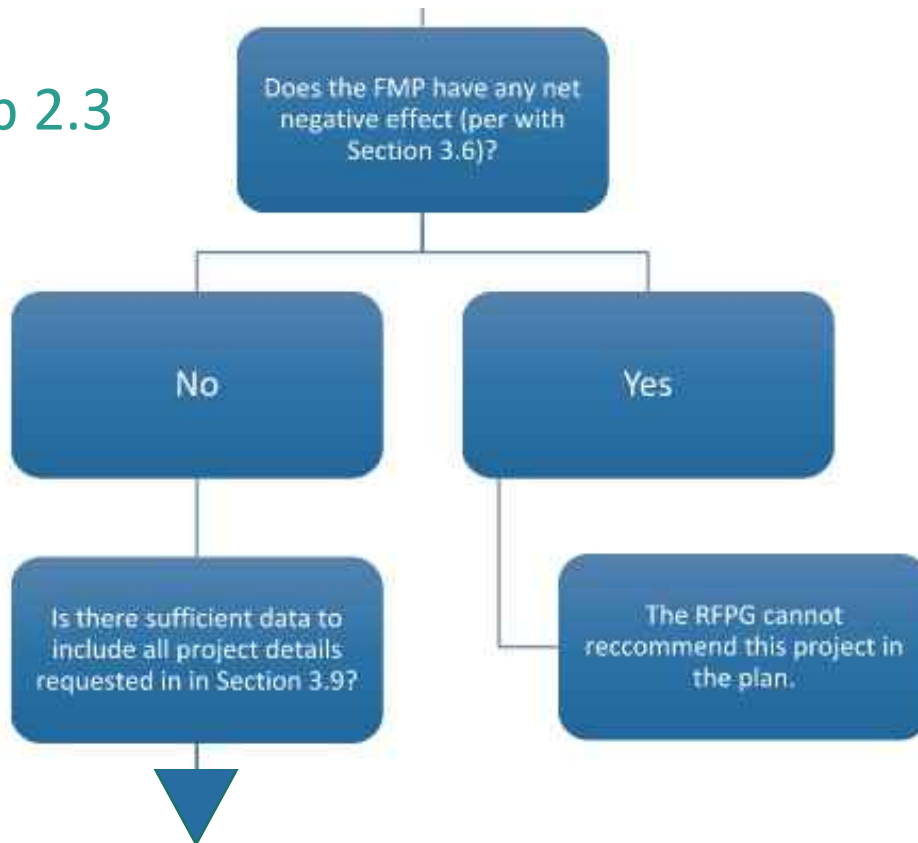 2.3
Does the FMP have any net
negative effect (per with
Section 3.6)?
No
Yes
Is there sufficient data to
include all project details
requested in in Section 3.9?
The RFPG cannot
reccommend this project in
the plan.